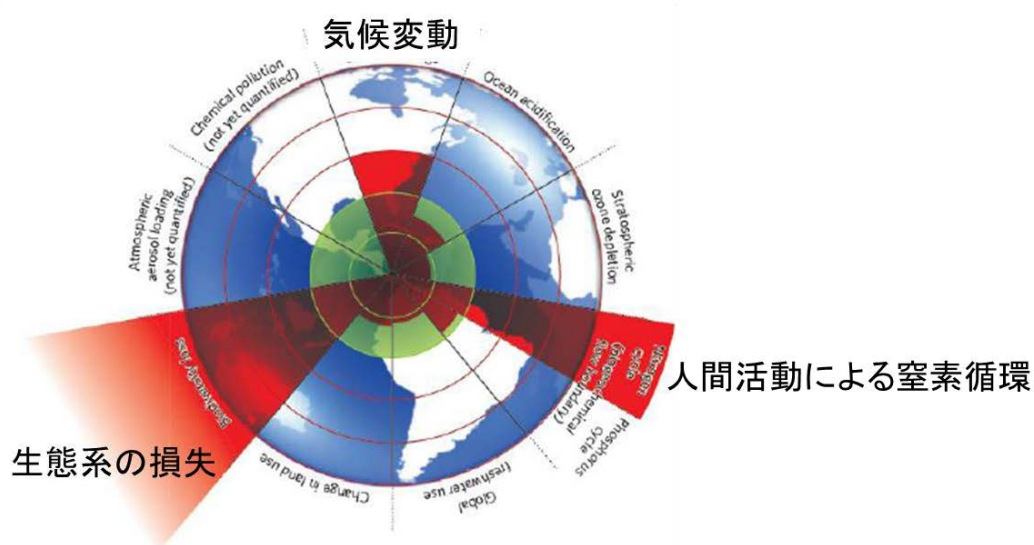 気候変動
Chemical pollution
(not yet quantified)
Ocean acidification
Atmospheric
aerosol loading
(not yet quantified)
Stratospheric
ozone depletion
人間活動による窒素循環
Nitrogen
cycle
(biogeochemical
flow boundary)
Phosphorus
cycle
Global
freshwater use
Change in land use
Biodiversity loss
生態系の損失